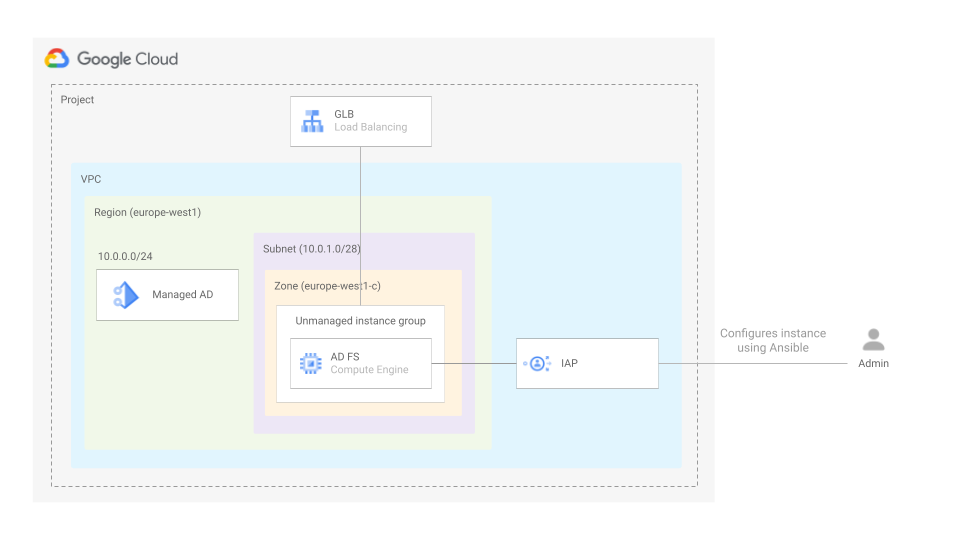 Google Cloud
Project
GLB
Load Balancing
VPC
Region (europe-west1)
10.0.0.0/24
Managed AD
Subnet (10.0.1.0/28)
Zone (europe-west1-c)
Unmanaged instance group
AD FS
Compute Engine
IAP
Configures instance
using Ansible
Admin